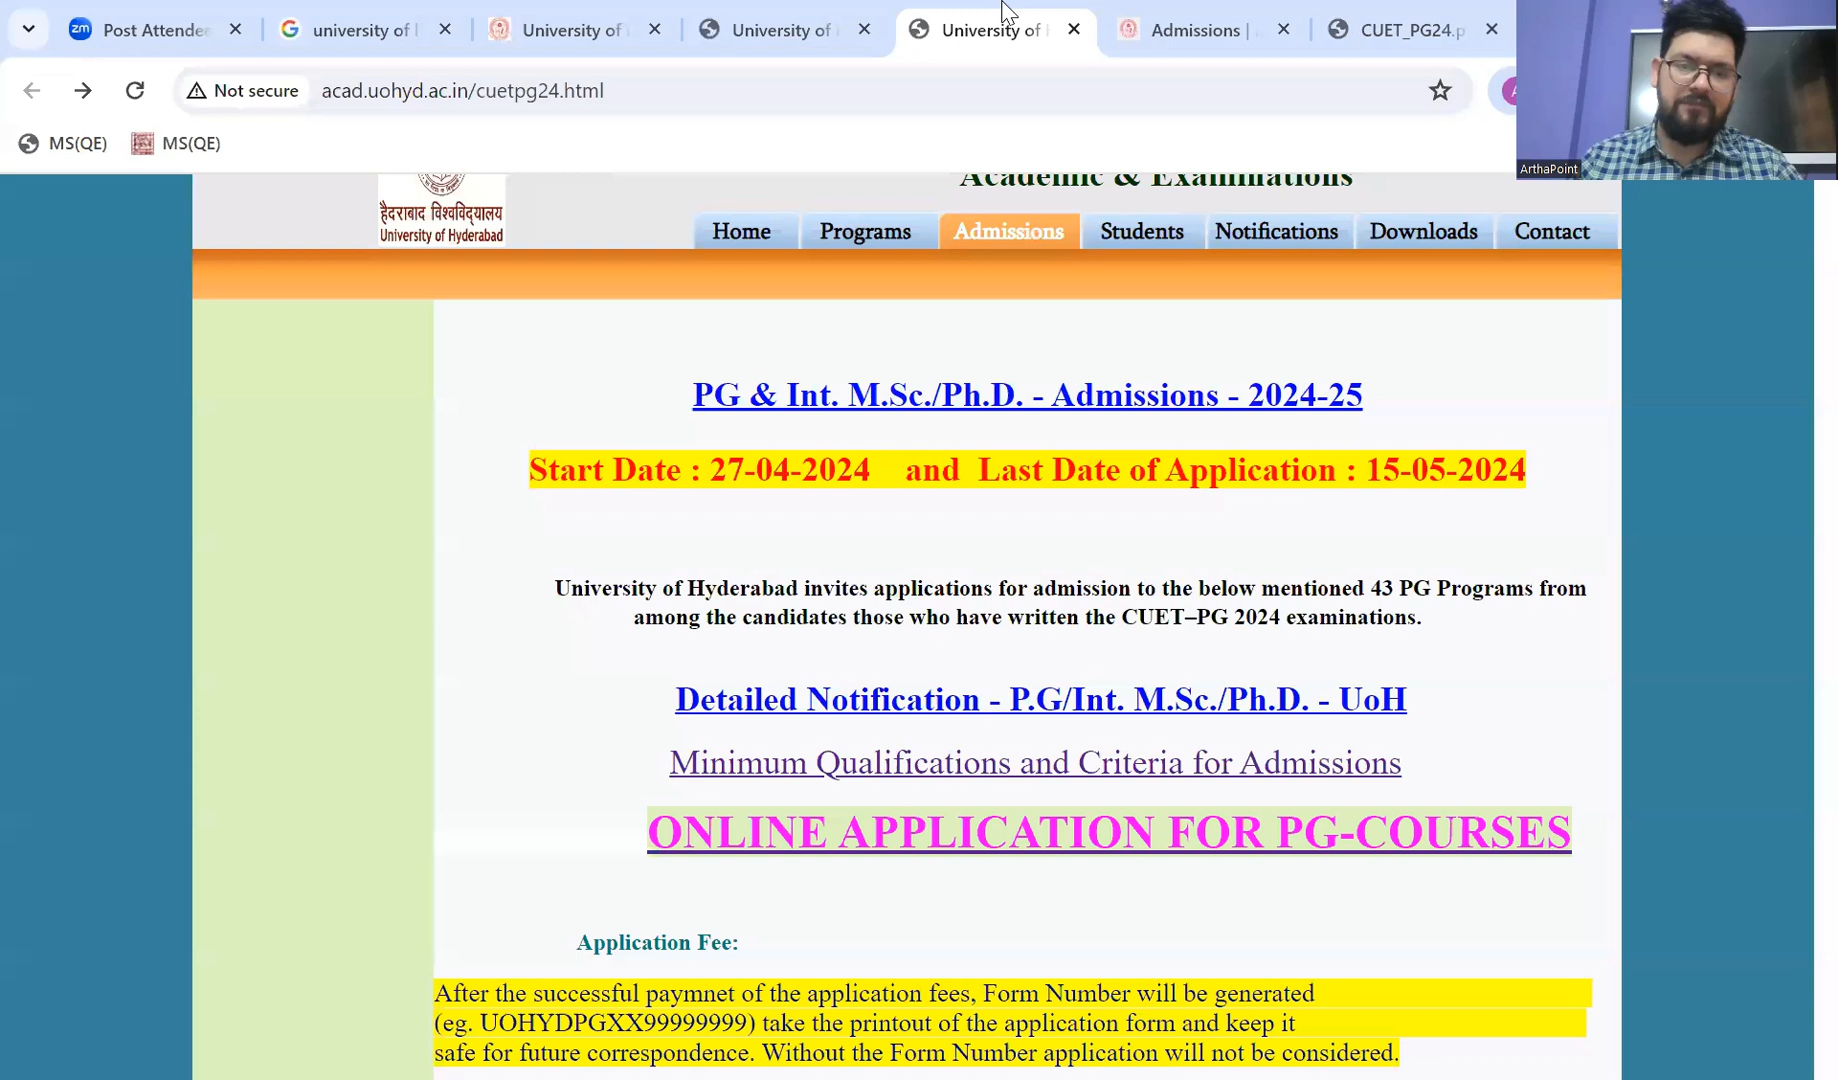 zm Post Attende
university of
University of
University of
University of
Admissions |
CUET_PG24.p
Not secure acad.uohyd.ac.in/cuetpg24.html
MS(QE) MS(QE)
ArthaPoint
Academic & Examinations
हैदराबाद विश्वविद्यालय
University of Hyderabad
Home Programs Admissions Students Notifications Downloads Contact
PG & Int. M.Sc./Ph.D. - Admissions - 2024-25
Start Date : 27-04-2024 and Last Date of Application : 15-05-2024
University of Hyderabad invites applications for admission to the below mentioned 43 PG Programs from
among the candidates those who have written the CUET–PG 2024 examinations.
Detailed Notification - P.G/Int. M.Sc./Ph.D. - UoH
Minimum Qualifications and Criteria for Admissions
ONLINE APPLICATION FOR PG-COURSES
Application Fee:
After the successful paymnet of the application fees, Form Number will be generated
(eg. UOHYDPGXX99999999) take the printout of the application form and keep it
safe for future correspondence. Without the Form Number application will not be considered.